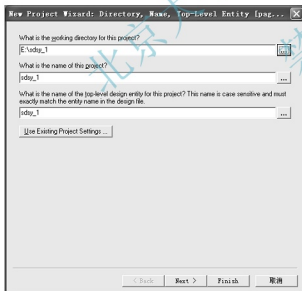 New Project Wizard: Directory, Name, Top-Level Entity [pag...
What is the working directory for this project?
E:\sdsy_1
...
What is the name of this project?
sdsy_1
...
What is the name of the top-level design entity for this project? This name is case sensitive and must
exactly match the entity name in the design file.
sdsy_1
...
Use Existing Project Settings ...
< Back
Next >
Finish
取消
北京